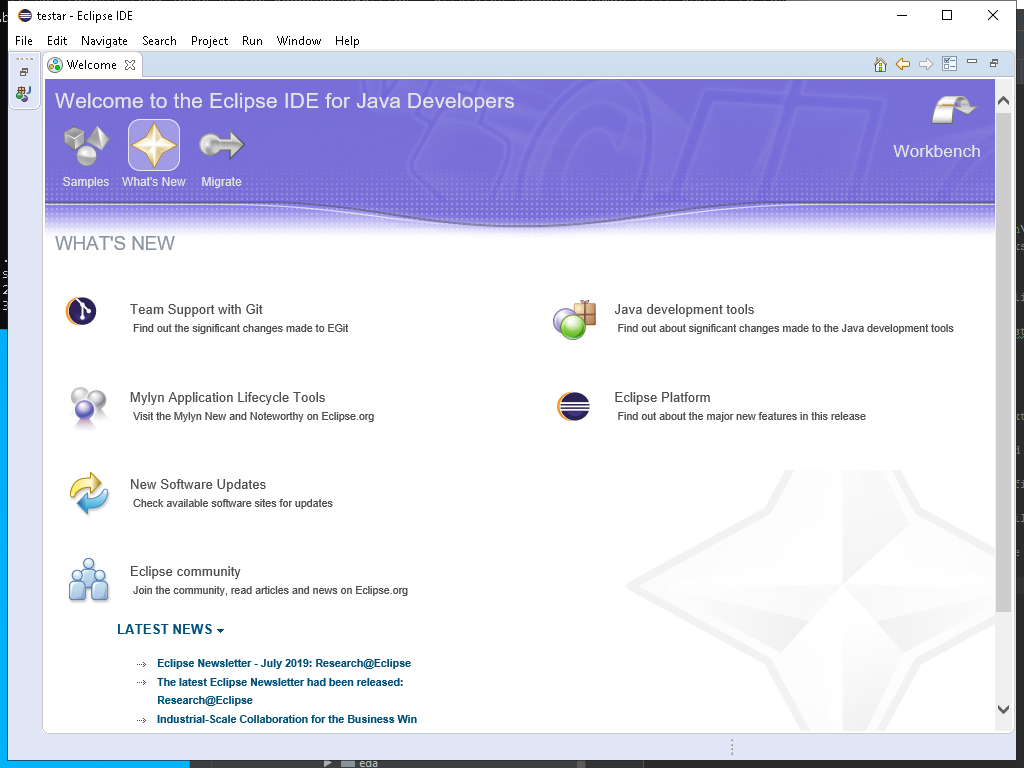 testar - Eclipse IDE
File Edit Navigate Search Project Run Window Help
Welcome
Welcome to the Eclipse IDE for Java Developers
Samples What's New Migrate
Workbench
WHAT'S NEW
Team Support with Git
Find out the significant changes made to EGit
Java development tools
Find out about significant changes made to the Java development tools
Mylyn Application Lifecycle Tools
Visit the Mylyn New and Noteworthy on Eclipse.org
Eclipse Platform
Find out about the major new features in this release
New Software Updates
Check available software sites for updates
Eclipse community
Join the community, read articles and news on Eclipse.org
LATEST NEWS
Eclipse Newsletter - July 2019: Research@Eclipse
The latest Eclipse Newsletter had been released:
Research@Eclipse
Industrial-Scale Collaboration for the Business Win
eda